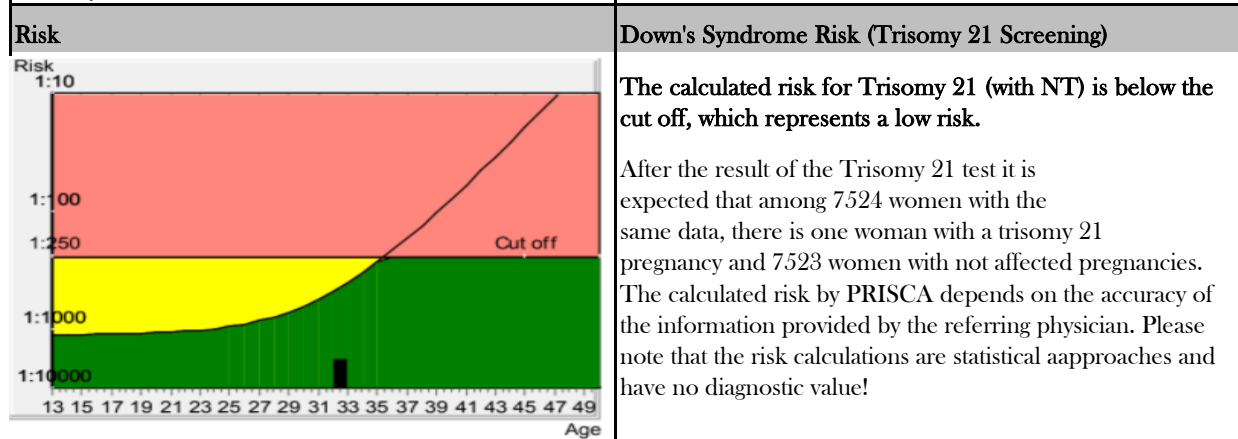 Risk
Down's Syndrome Risk (Trisomy 21 Screening)
Risk
1:10
1:100
1:250
Cut off
1:1000
1:10000
13 15 17 19 21 23 25 27 29 31 33 35 37 39 41 43 45 47 49
Age
The calculated risk for Trisomy 21 (with NT) is below the
cut off, which represents a low risk.
After the result of the Trisomy 21 test it is
expected that among 7524 women with the
same data, there is one woman with a trisomy 21
pregnancy and 7523 women with not affected pregnancies.
The calculated risk by PRISCA depends on the accuracy of
the information provided by the referring physician. Please
note that the risk calculations are statistical aapproaches and
have no diagnostic value!